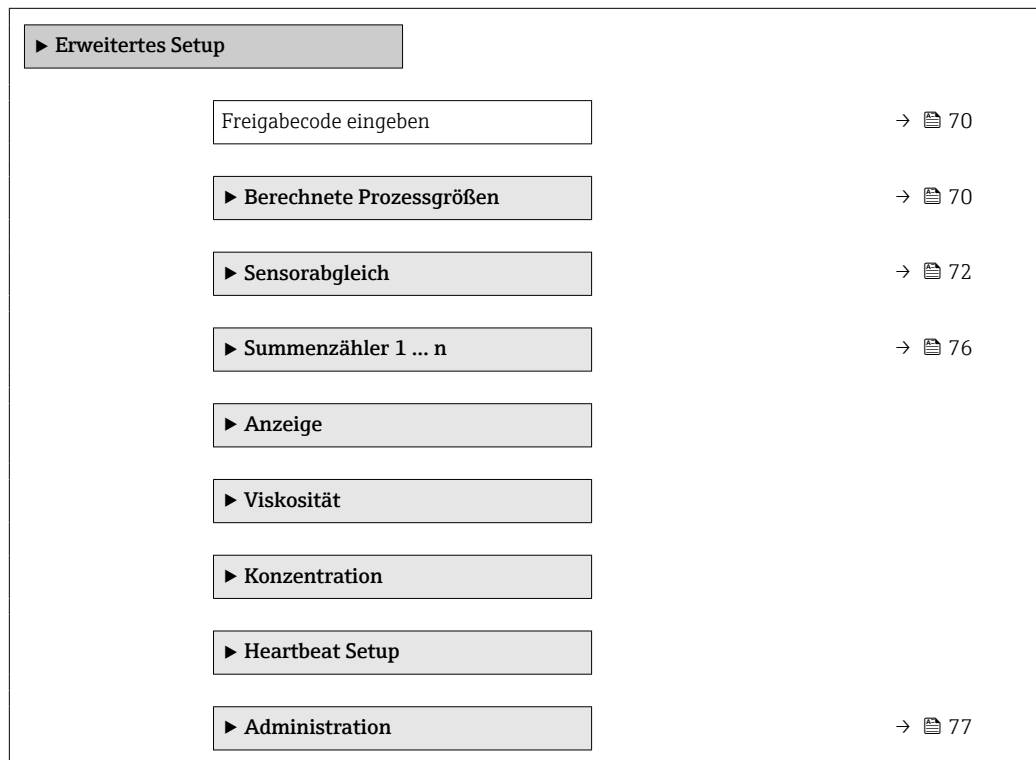 ▶ Erweitertes Setup
Freigabecode eingeben → 70
▶ Berechnete Prozessgrößen → 70
▶ Sensorabgleich → 72
▶ Summenzähler 1 ... n → 76
▶ Anzeige
▶ Viskosität
▶ Konzentration
▶ Heartbeat Setup
▶ Administration → 77